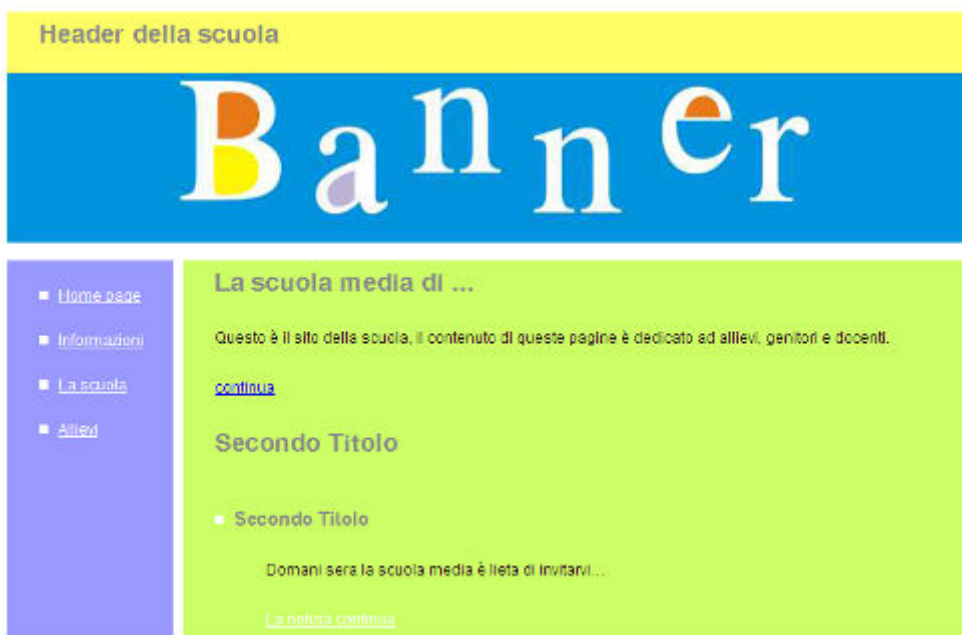 Header della scuola
Banner
Home page
Informazioni
La scuola
Allievi
La scuola media di ...
Questo è il sito della scuola, il contenuto di queste pagine è dedicato ad allievi, genitori e docenti.
continua
Secondo Titolo
Secondo Titolo
Domani sera la scuola media è lieta di invitarvi...
La notizia continua